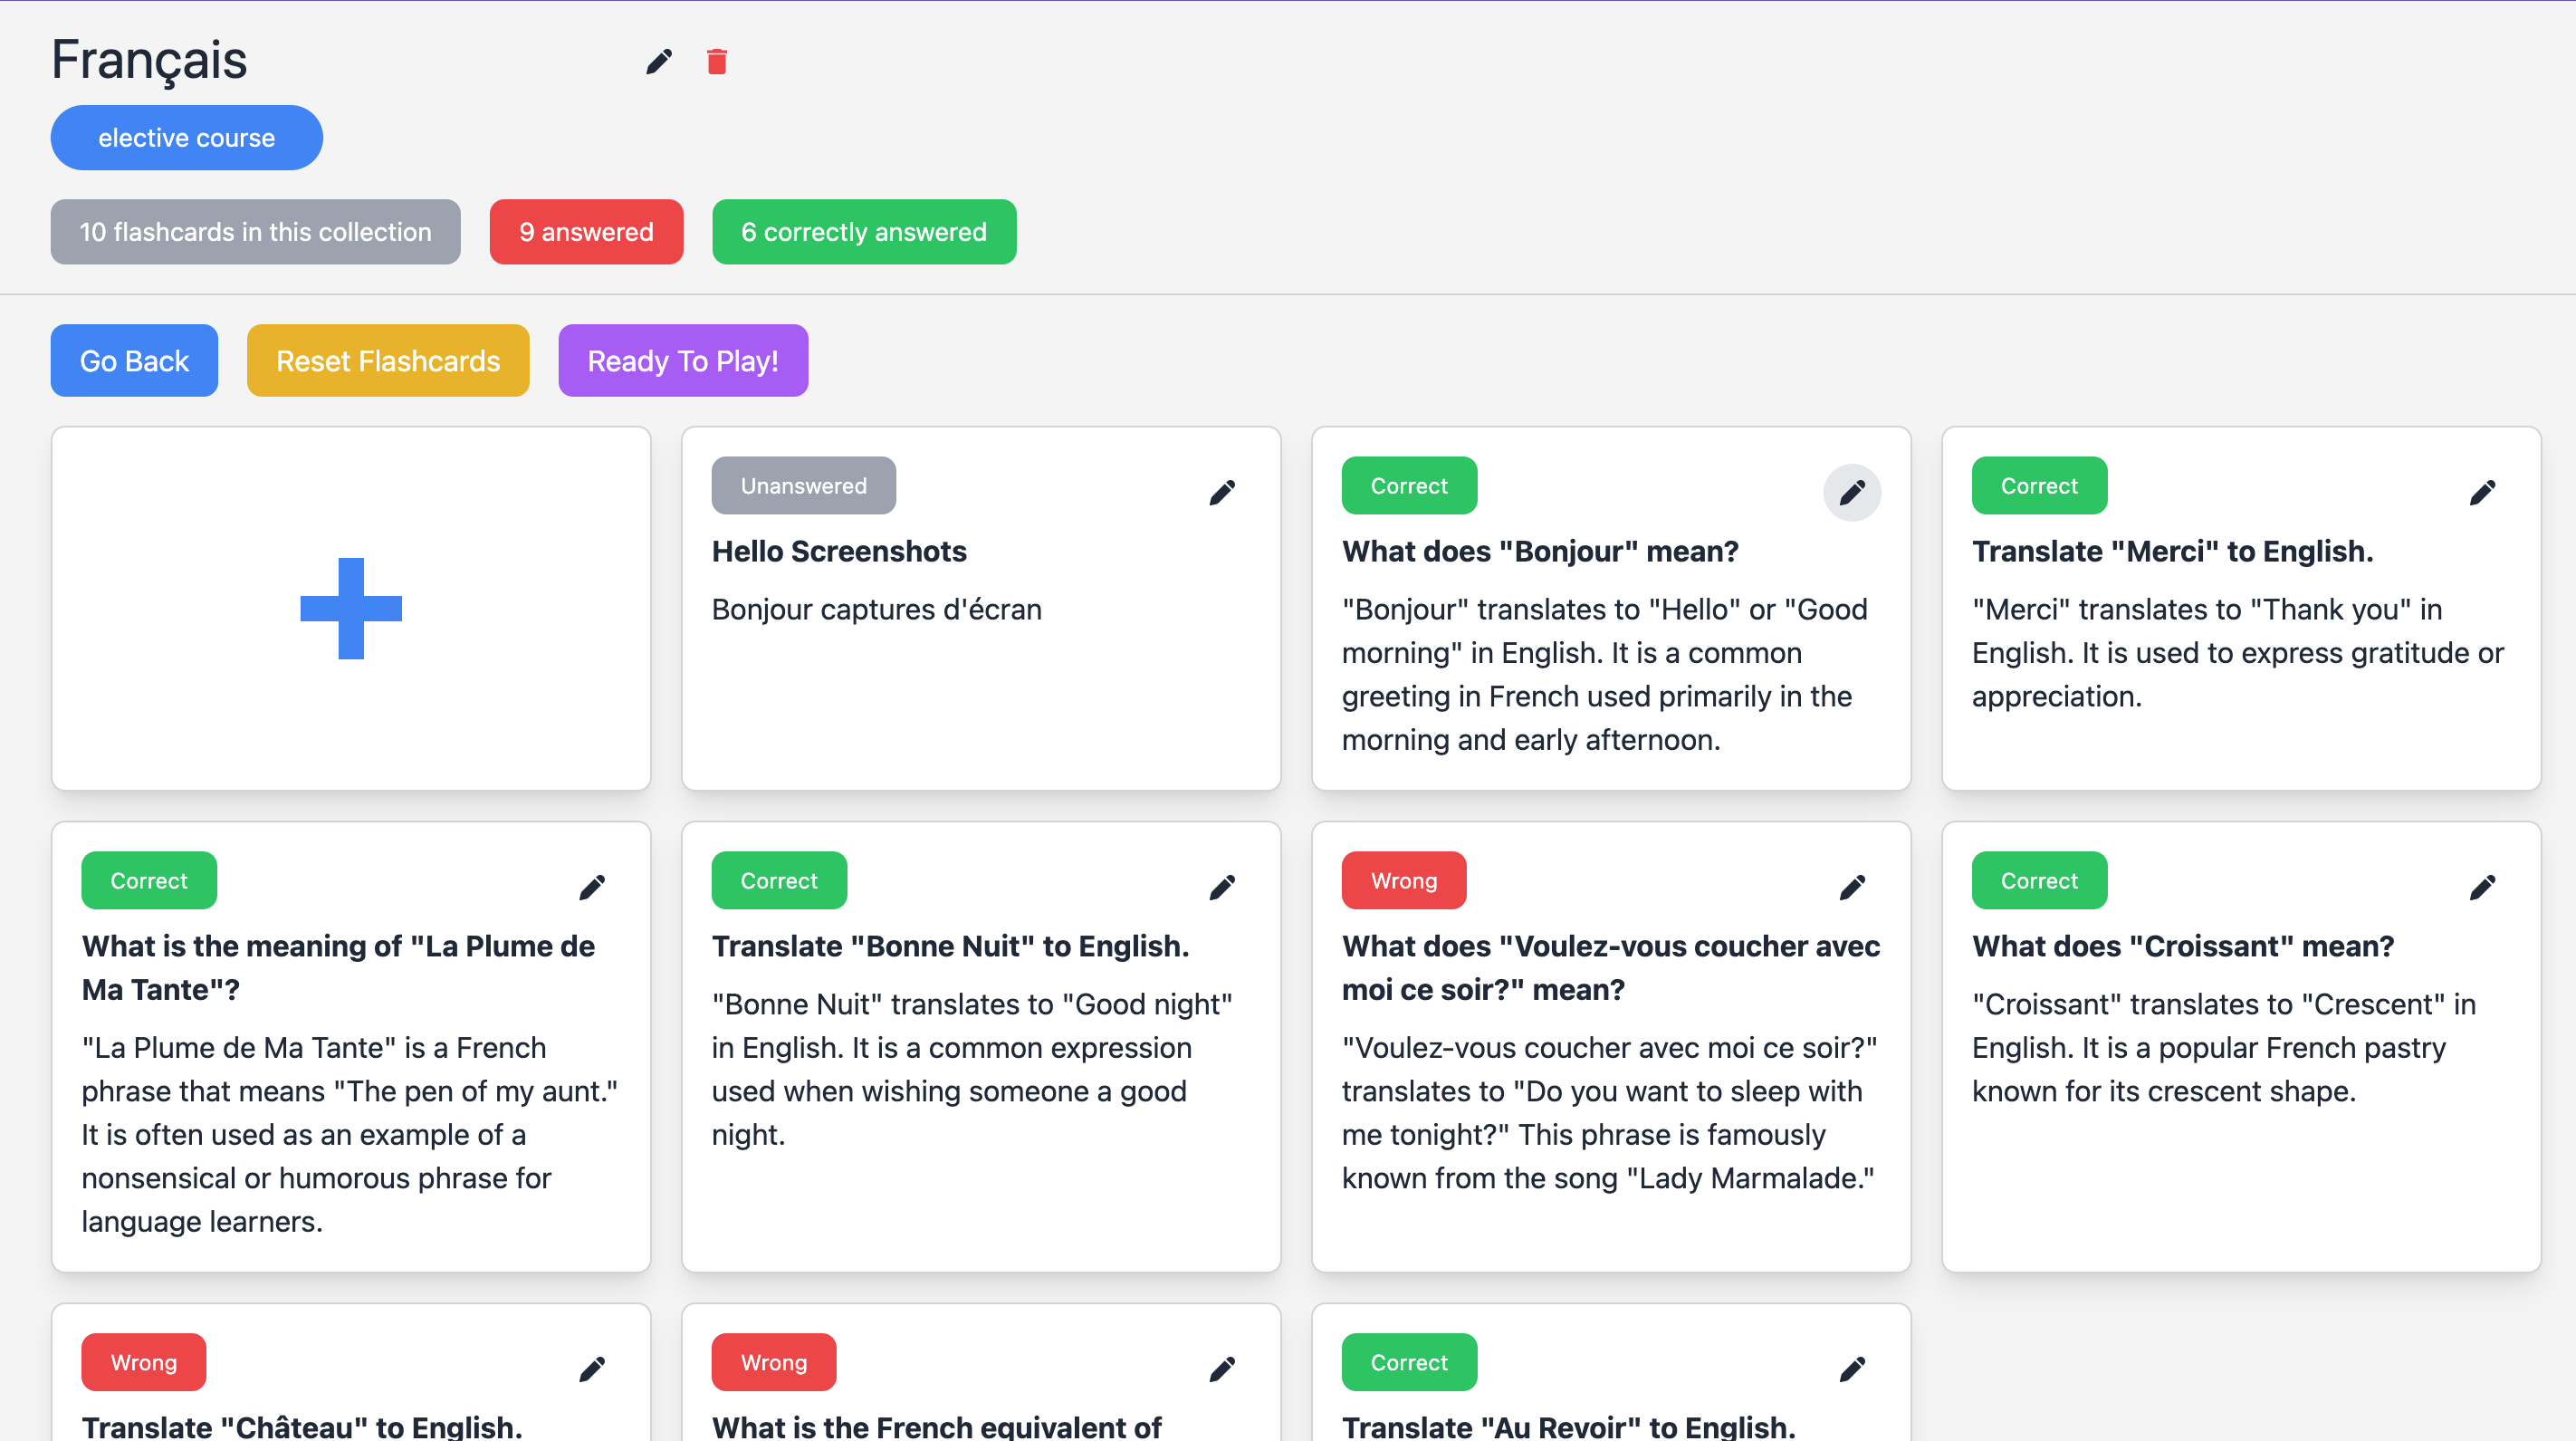 Français
elective course
10 flashcards in this collection
9 answered
6 correctly answered
Go Back
Reset Flashcards
Ready To Play!
Unanswered
Hello Screenshots
Bonjour captures d'écran
Correct
What does "Bonjour" mean?
"Bonjour" translates to "Hello" or "Good
morning" in English. It is a common
greeting in French used primarily in the
morning and early afternoon.
Correct
Translate "Merci" to English.
"Merci" translates to "Thank you" in
English. It is used to express gratitude or
appreciation.
Correct
What is the meaning of "La Plume de
Ma Tante"?
"La Plume de Ma Tante" is a French
phrase that means "The pen of my aunt."
It is often used as an example of a
nonsensical or humorous phrase for
language learners.
Correct
Translate "Bonne Nuit" to English.
"Bonne Nuit" translates to "Good night"
in English. It is a common expression
used when wishing someone a good
night.
Wrong
What does "Voulez-vous coucher avec
moi ce soir?" mean?
"Voulez-vous coucher avec moi ce soir?"
translates to "Do you want to sleep with
me tonight?" This phrase is famously
known from the song "Lady Marmalade."
Correct
What does "Croissant" mean?
"Croissant" translates to "Crescent" in
English. It is a popular French pastry
known for its crescent shape.
Wrong
Translate "Château" to English.
Wrong
What is the French equivalent of
Correct
Translate "Au Revoir" to English.